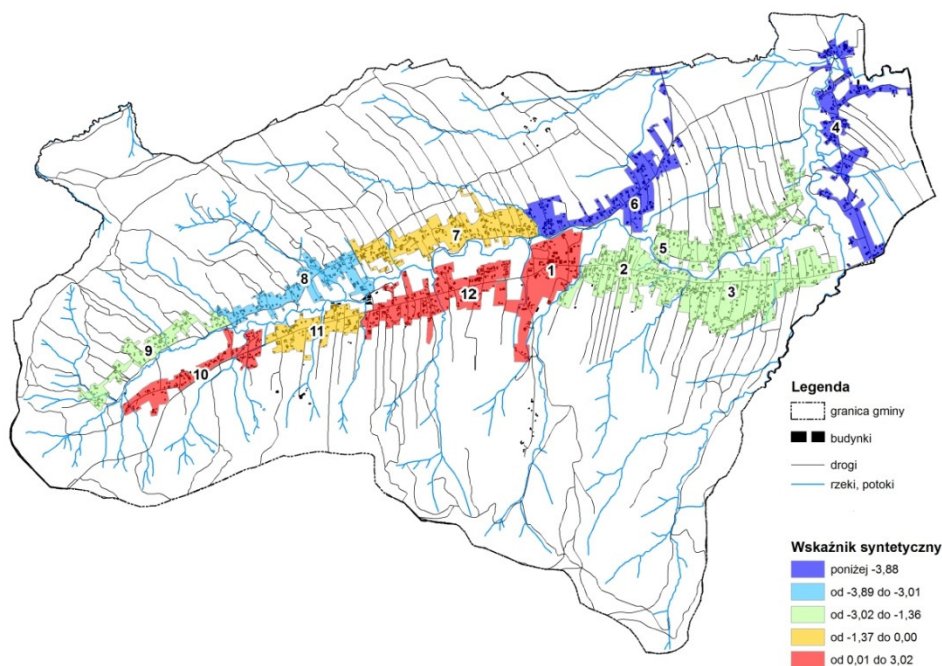 4
6
7
5
1
8
2
12
3
11
9
10
Legenda
granica gminy
budynki
drogi
rzeki, potoki
Wskaźnik syntetyczny
poniżej -3,88
od -3,89 do -3,01
od -3,02 do -1,36
od -1,37 do 0,00
od 0,01 do 3,02